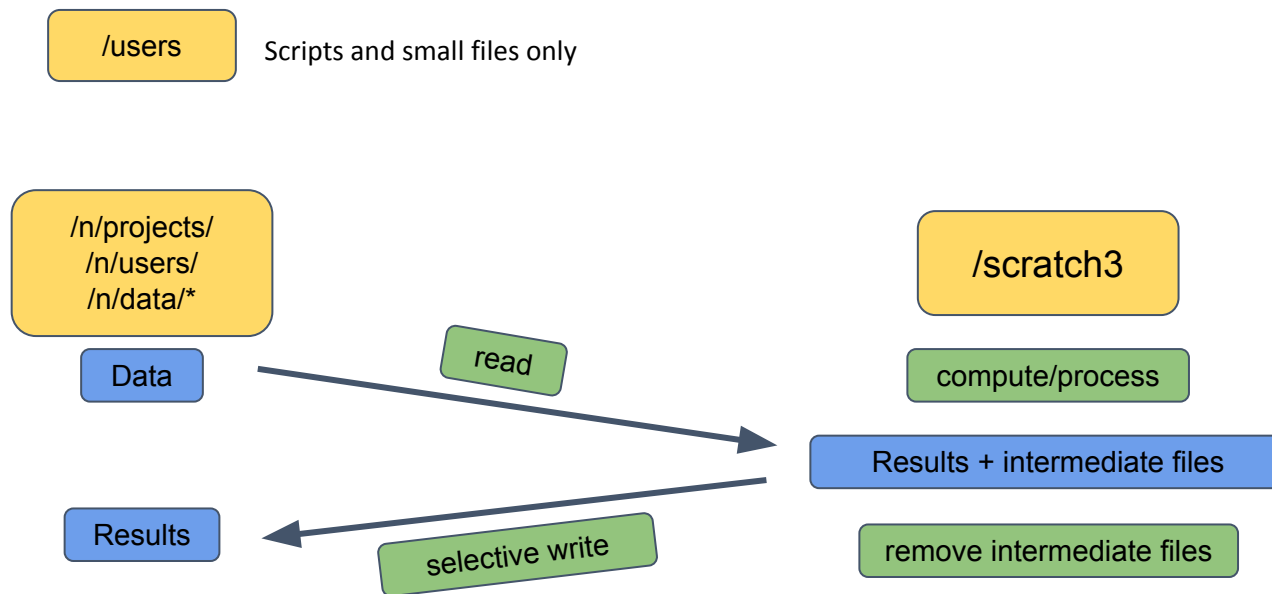 /users
Scripts and small files only
/n/projects/
/n/users/
/n/data/*
/scratch3
Data
read
compute/process
Results + intermediate files
Results
selective write
remove intermediate files